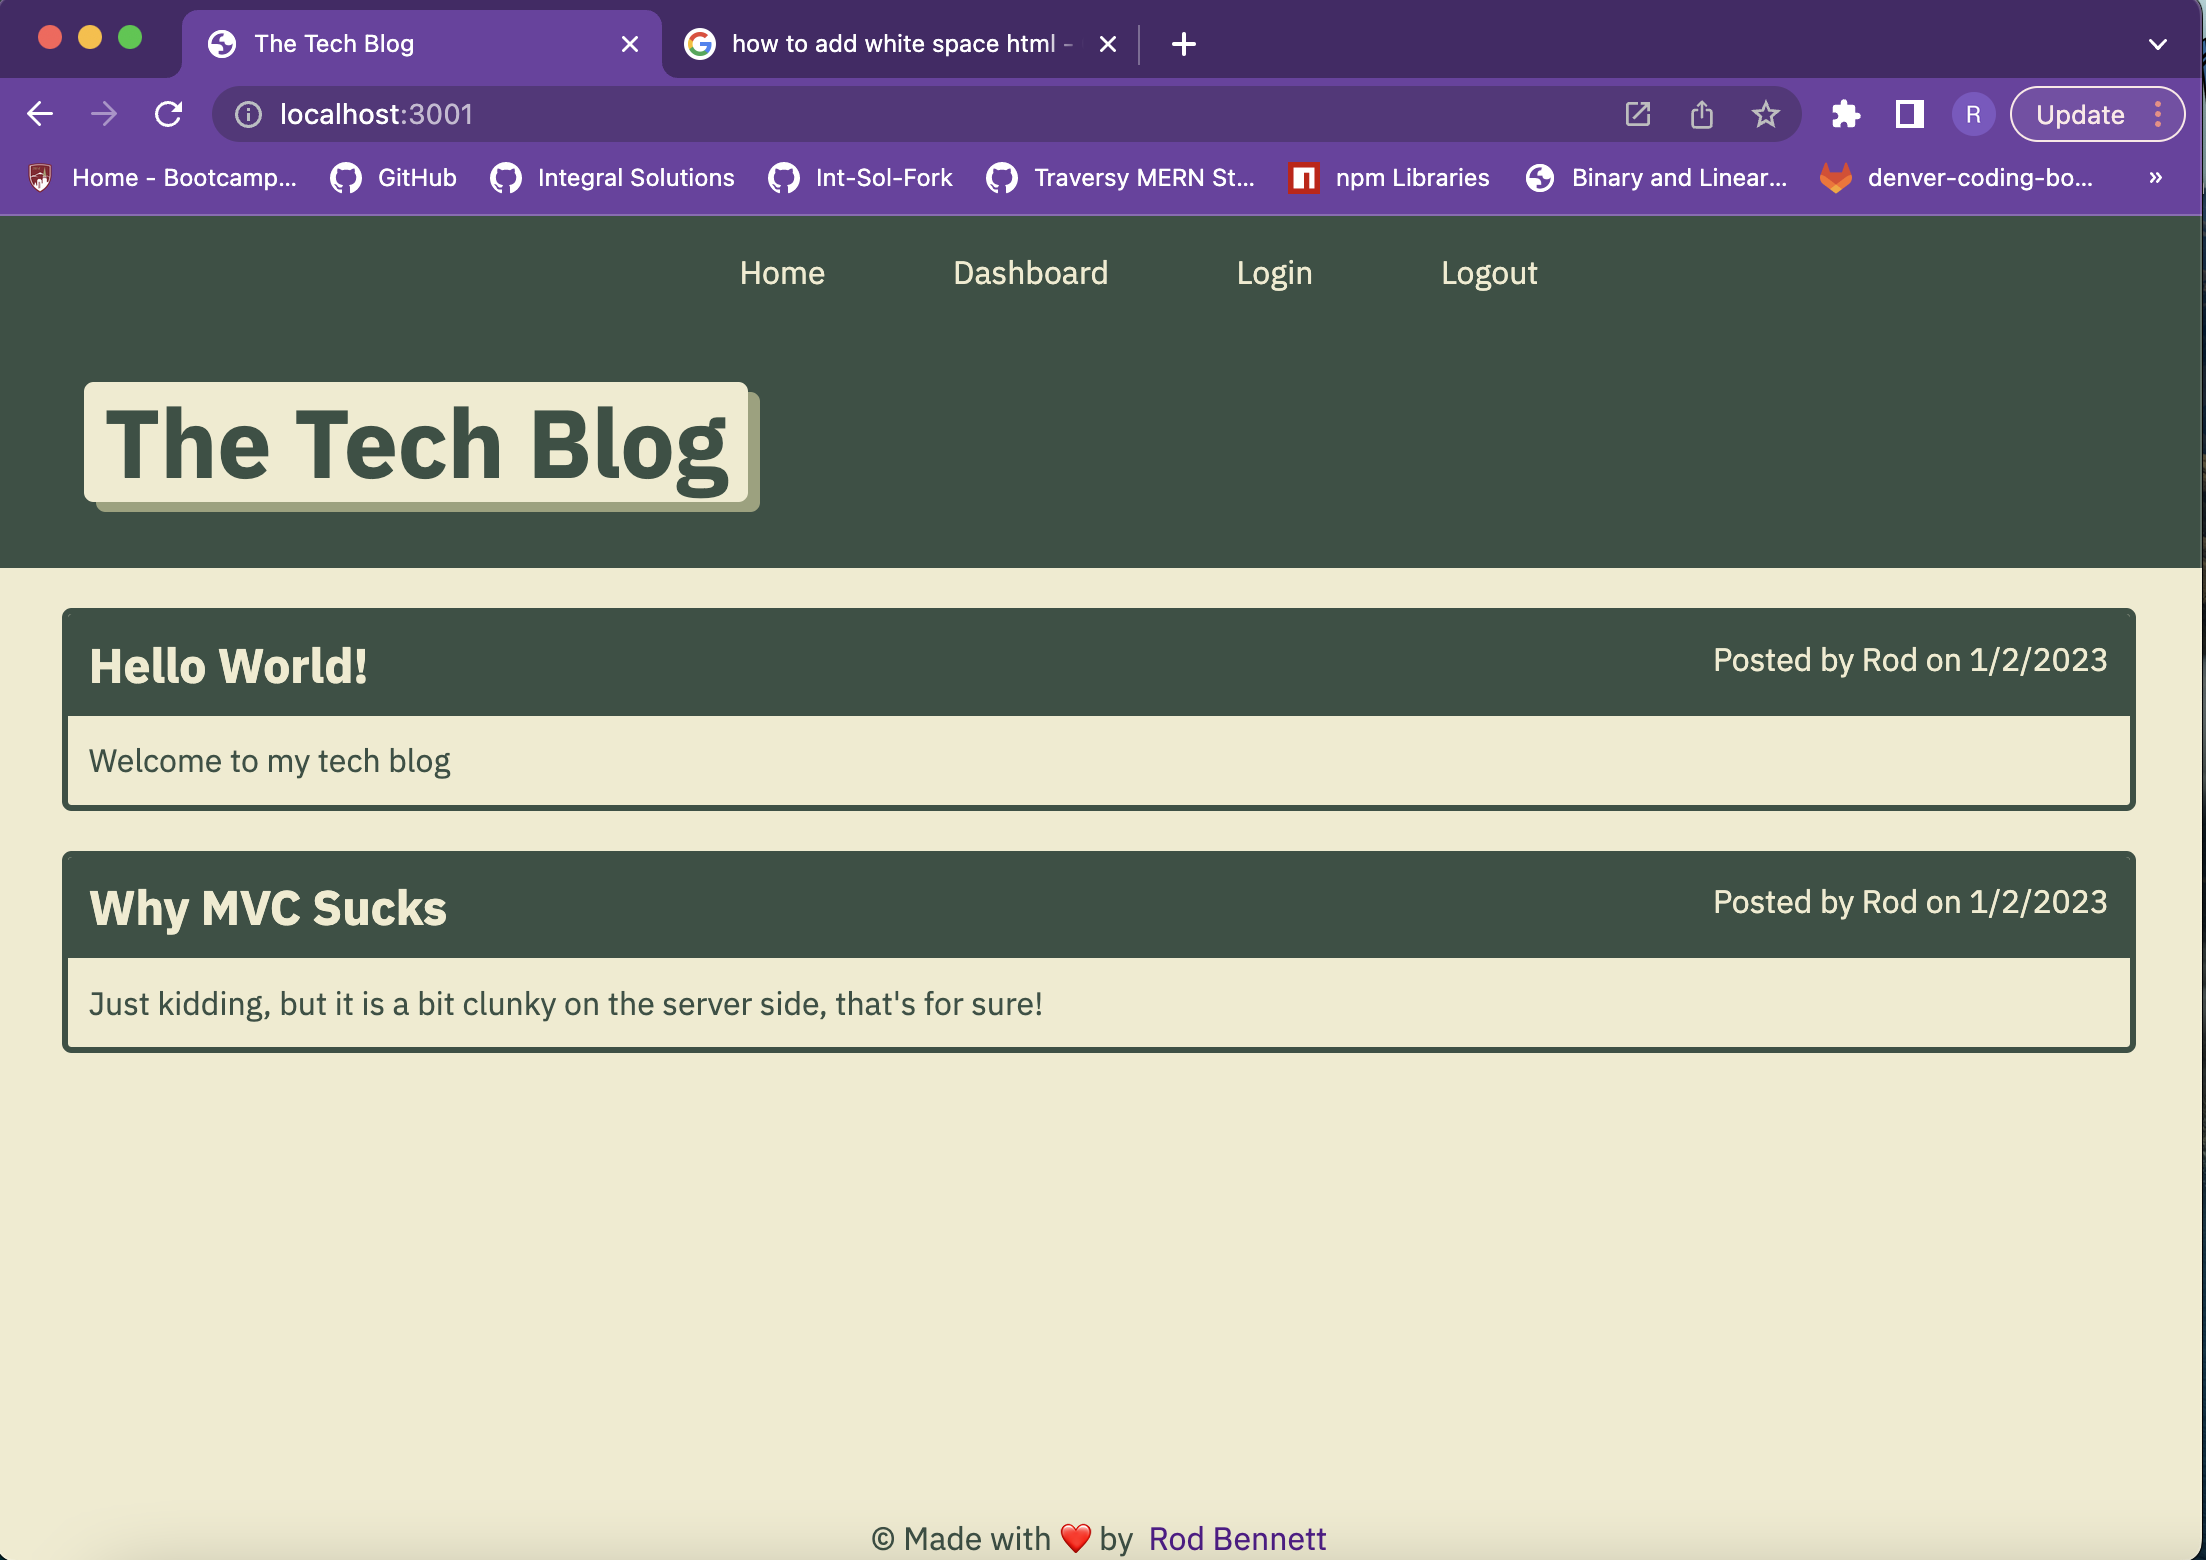 The Tech Blog
how to add white space html -
localhost:3001
R
Update
Home - Bootcamp...
GitHub
Integral Solutions
Int-Sol-Fork
Traversy MERN St...
npm Libraries
Binary and Linear...
denver-coding-bo...
»
Home
Dashboard
Login
Logout
The Tech Blog
Hello World!
Posted by Rod on 1/2/2023
Welcome to my tech blog
Why MVC Sucks
Posted by Rod on 1/2/2023
Just kidding, but it is a bit clunky on the server side, that's for sure!
© Made with ❤️ by Rod Bennett